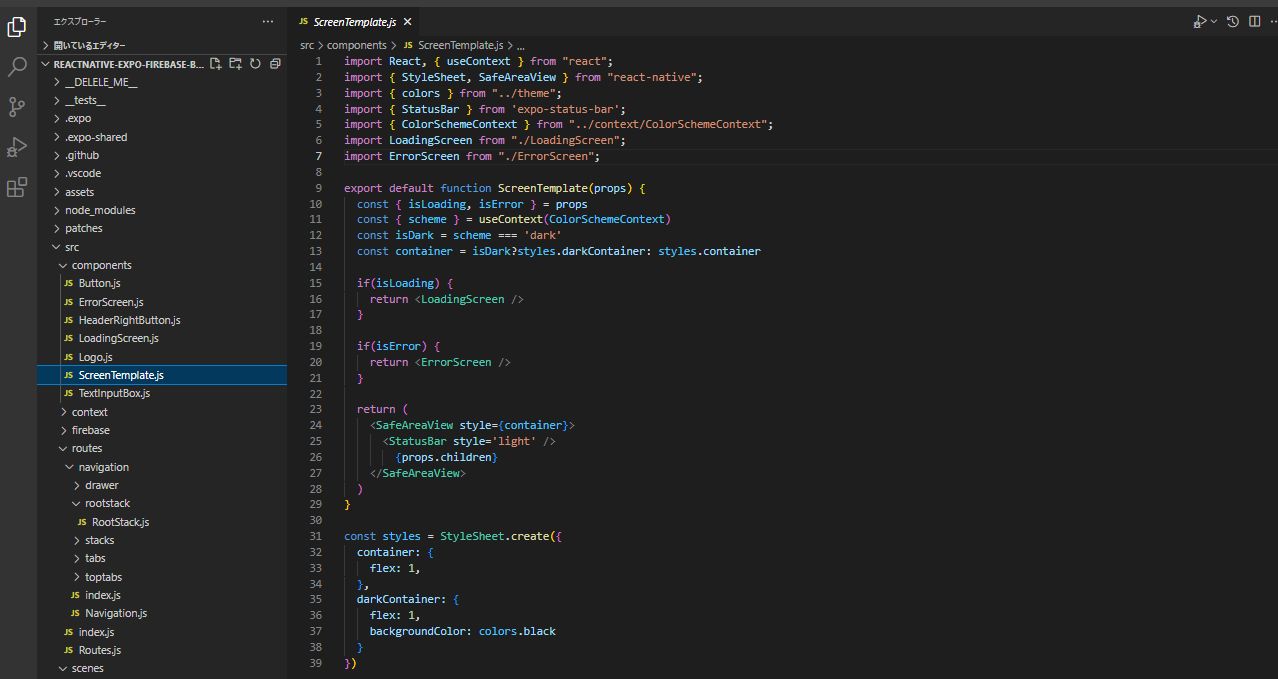 エクスプローラー
開いているエディター
REACTNATIVE-EXPO-FIREBASE-B...
__DELELE_ME__
__tests__
.expo
.expo-shared
.github
.vscode
assets
node_modules
patches
src
components
JS Button.js
JS ErrorScreen.js
JS HeaderRightButton.js
JS LoadingScreen.js
JS Logo.js
JS ScreenTemplate.js
JS TextInputBox.js
context
firebase
routes
navigation
drawer
rootstack
JS RootStack.js
stacks
tabs
toptabs
JS index.js
JS Navigation.js
JS index.js
JS Routes.js
scenes
JS ScreenTemplate.js
src > components > JS ScreenTemplate.js > ...
1 import React, { useContext } from "react";
2 import { StyleSheet, SafeAreaView } from "react-native";
3 import { colors } from "../theme";
4 import { StatusBar } from 'expo-status-bar';
5 import { ColorSchemeContext } from "../context/ColorSchemeContext";
6 import LoadingScreen from "./LoadingScreen";
7 import ErrorScreen from "./ErrorScreen";
8
9 export default function ScreenTemplate(props) {
10   const { isLoading, isError } = props
11   const { scheme } = useContext(ColorSchemeContext)
12   const isDark = scheme === 'dark'
13   const container = isDark?styles.darkContainer: styles.container
14
15   if(isLoading) {
16     return <LoadingScreen />
17   }
18
19   if(isError) {
20     return <ErrorScreen />
21   }
22
23   return (
24     <SafeAreaView style={container}>
25       <StatusBar style='light' />
26         {props.children}
27     </SafeAreaView>
28   )
29 }
30
31 const styles = StyleSheet.create({
32   container: {
33     flex: 1,
34   },
35   darkContainer: {
36     flex: 1,
37     backgroundColor: colors.black
38   }
39 })